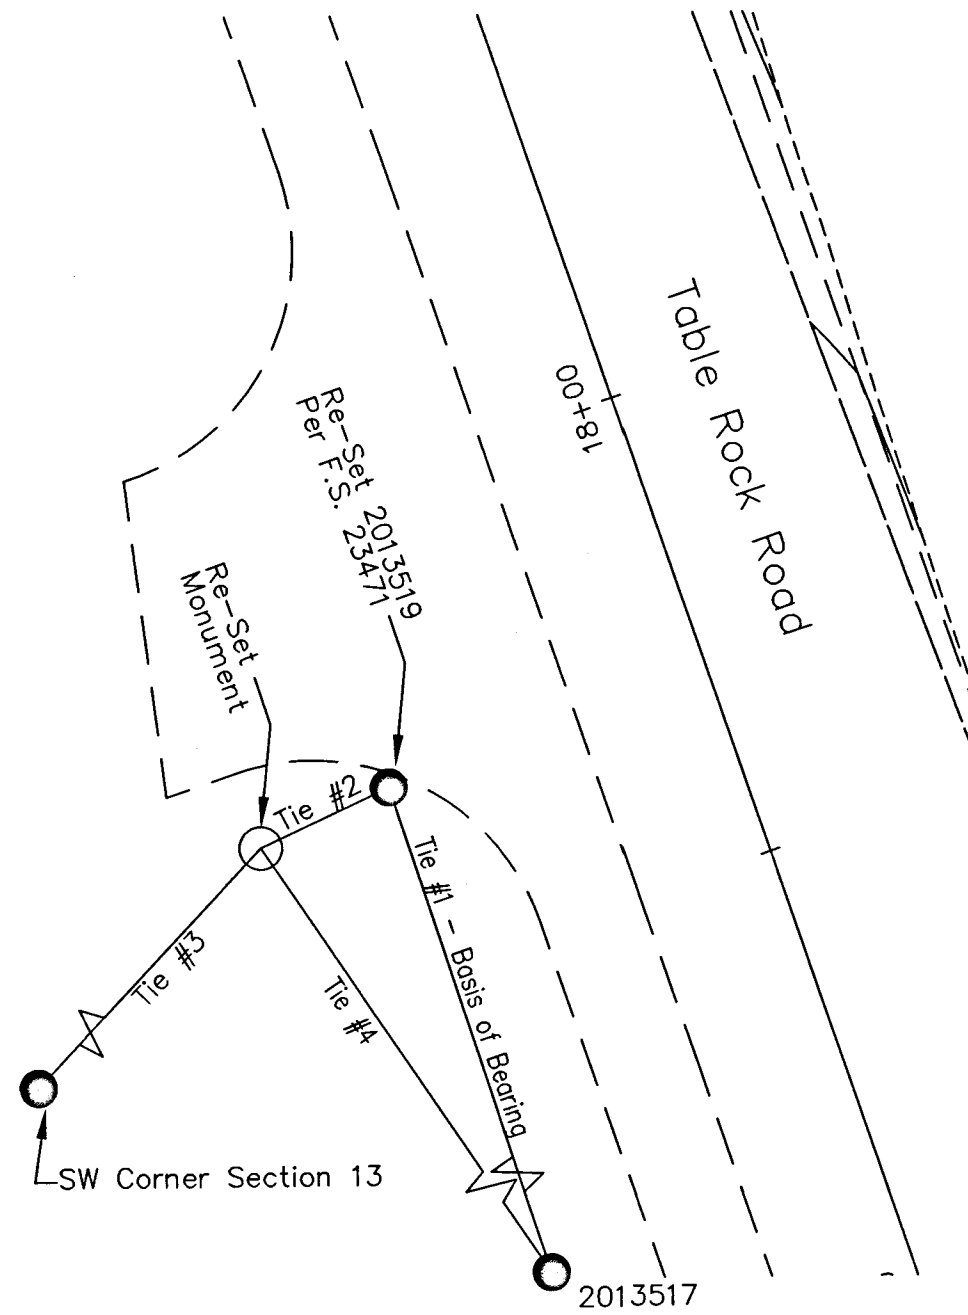 Table Rock Road
18+00
Re-Set 2013519
Per F.S. 23471
Re-Set
Monument
Tie #2
Tie #1 - Basis of Bearing
Tie #3
Tie #4
SW Corner Section 13
2013517